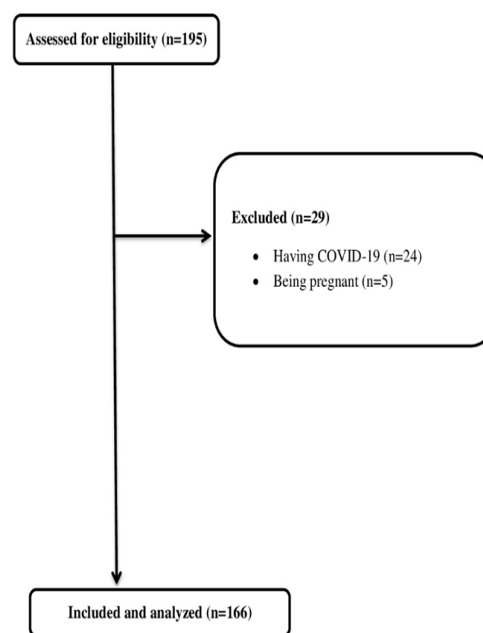 Assessed for eligibility (n=195)
Excluded (n=29)
• Having COVID-19 (n=24)
• Being pregnant (n=5)
Included and analyzed (n=166)